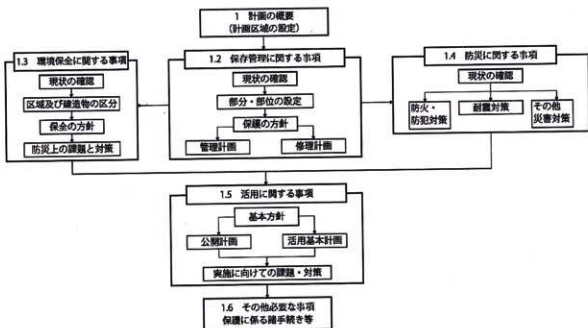 1 計画の概要
(計画区域の設定)
1.3 環境保全に関する事項
現状の確認
区域及び建造物の区分
保全の方針
防災上の課題と対策
1.2 保存管理に関する事項
現状の確認
部分・部位の設定
保護の方針
管理計画
修理計画
1.4 防災に関する事項
現状の確認
防火・
防犯対策
耐震対策
その他
災害対策
1.5 活用に関する事項
基本方針
公開計画
活用基本計画
実施に向けての課題・対策
1.6 その他必要な事項
保護に係る諸手続き等